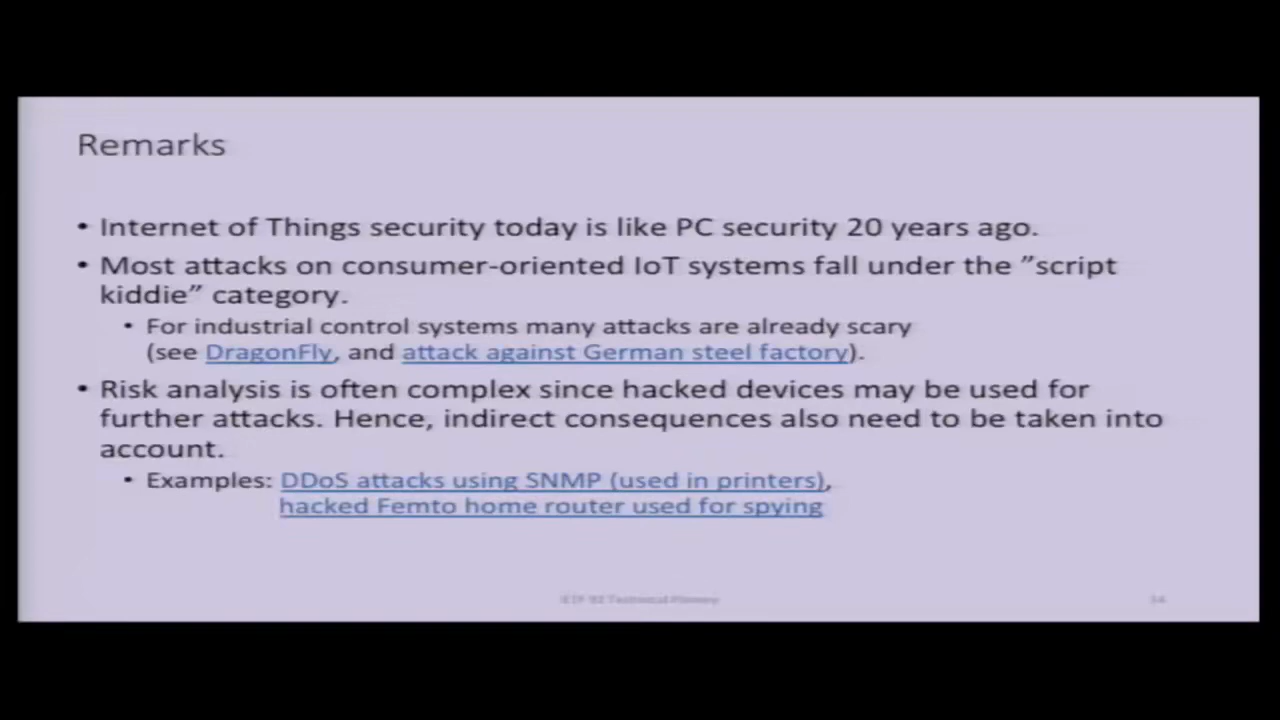 Remarks
• Internet of Things security today is like PC security 20 years ago.
• Most attacks on consumer-oriented IoT systems fall under the ”script
kiddie” category.
• For industrial control systems many attacks are already scary
(see DragonFly, and attack against German steel factory).
• Risk analysis is often complex since hacked devices may be used for
further attacks. Hence, indirect consequences also need to be taken into
account.
• Examples: DDoS attacks using SNMP (used in printers),
hacked Femto home router used for spying
IETF 92 Technical Plenary